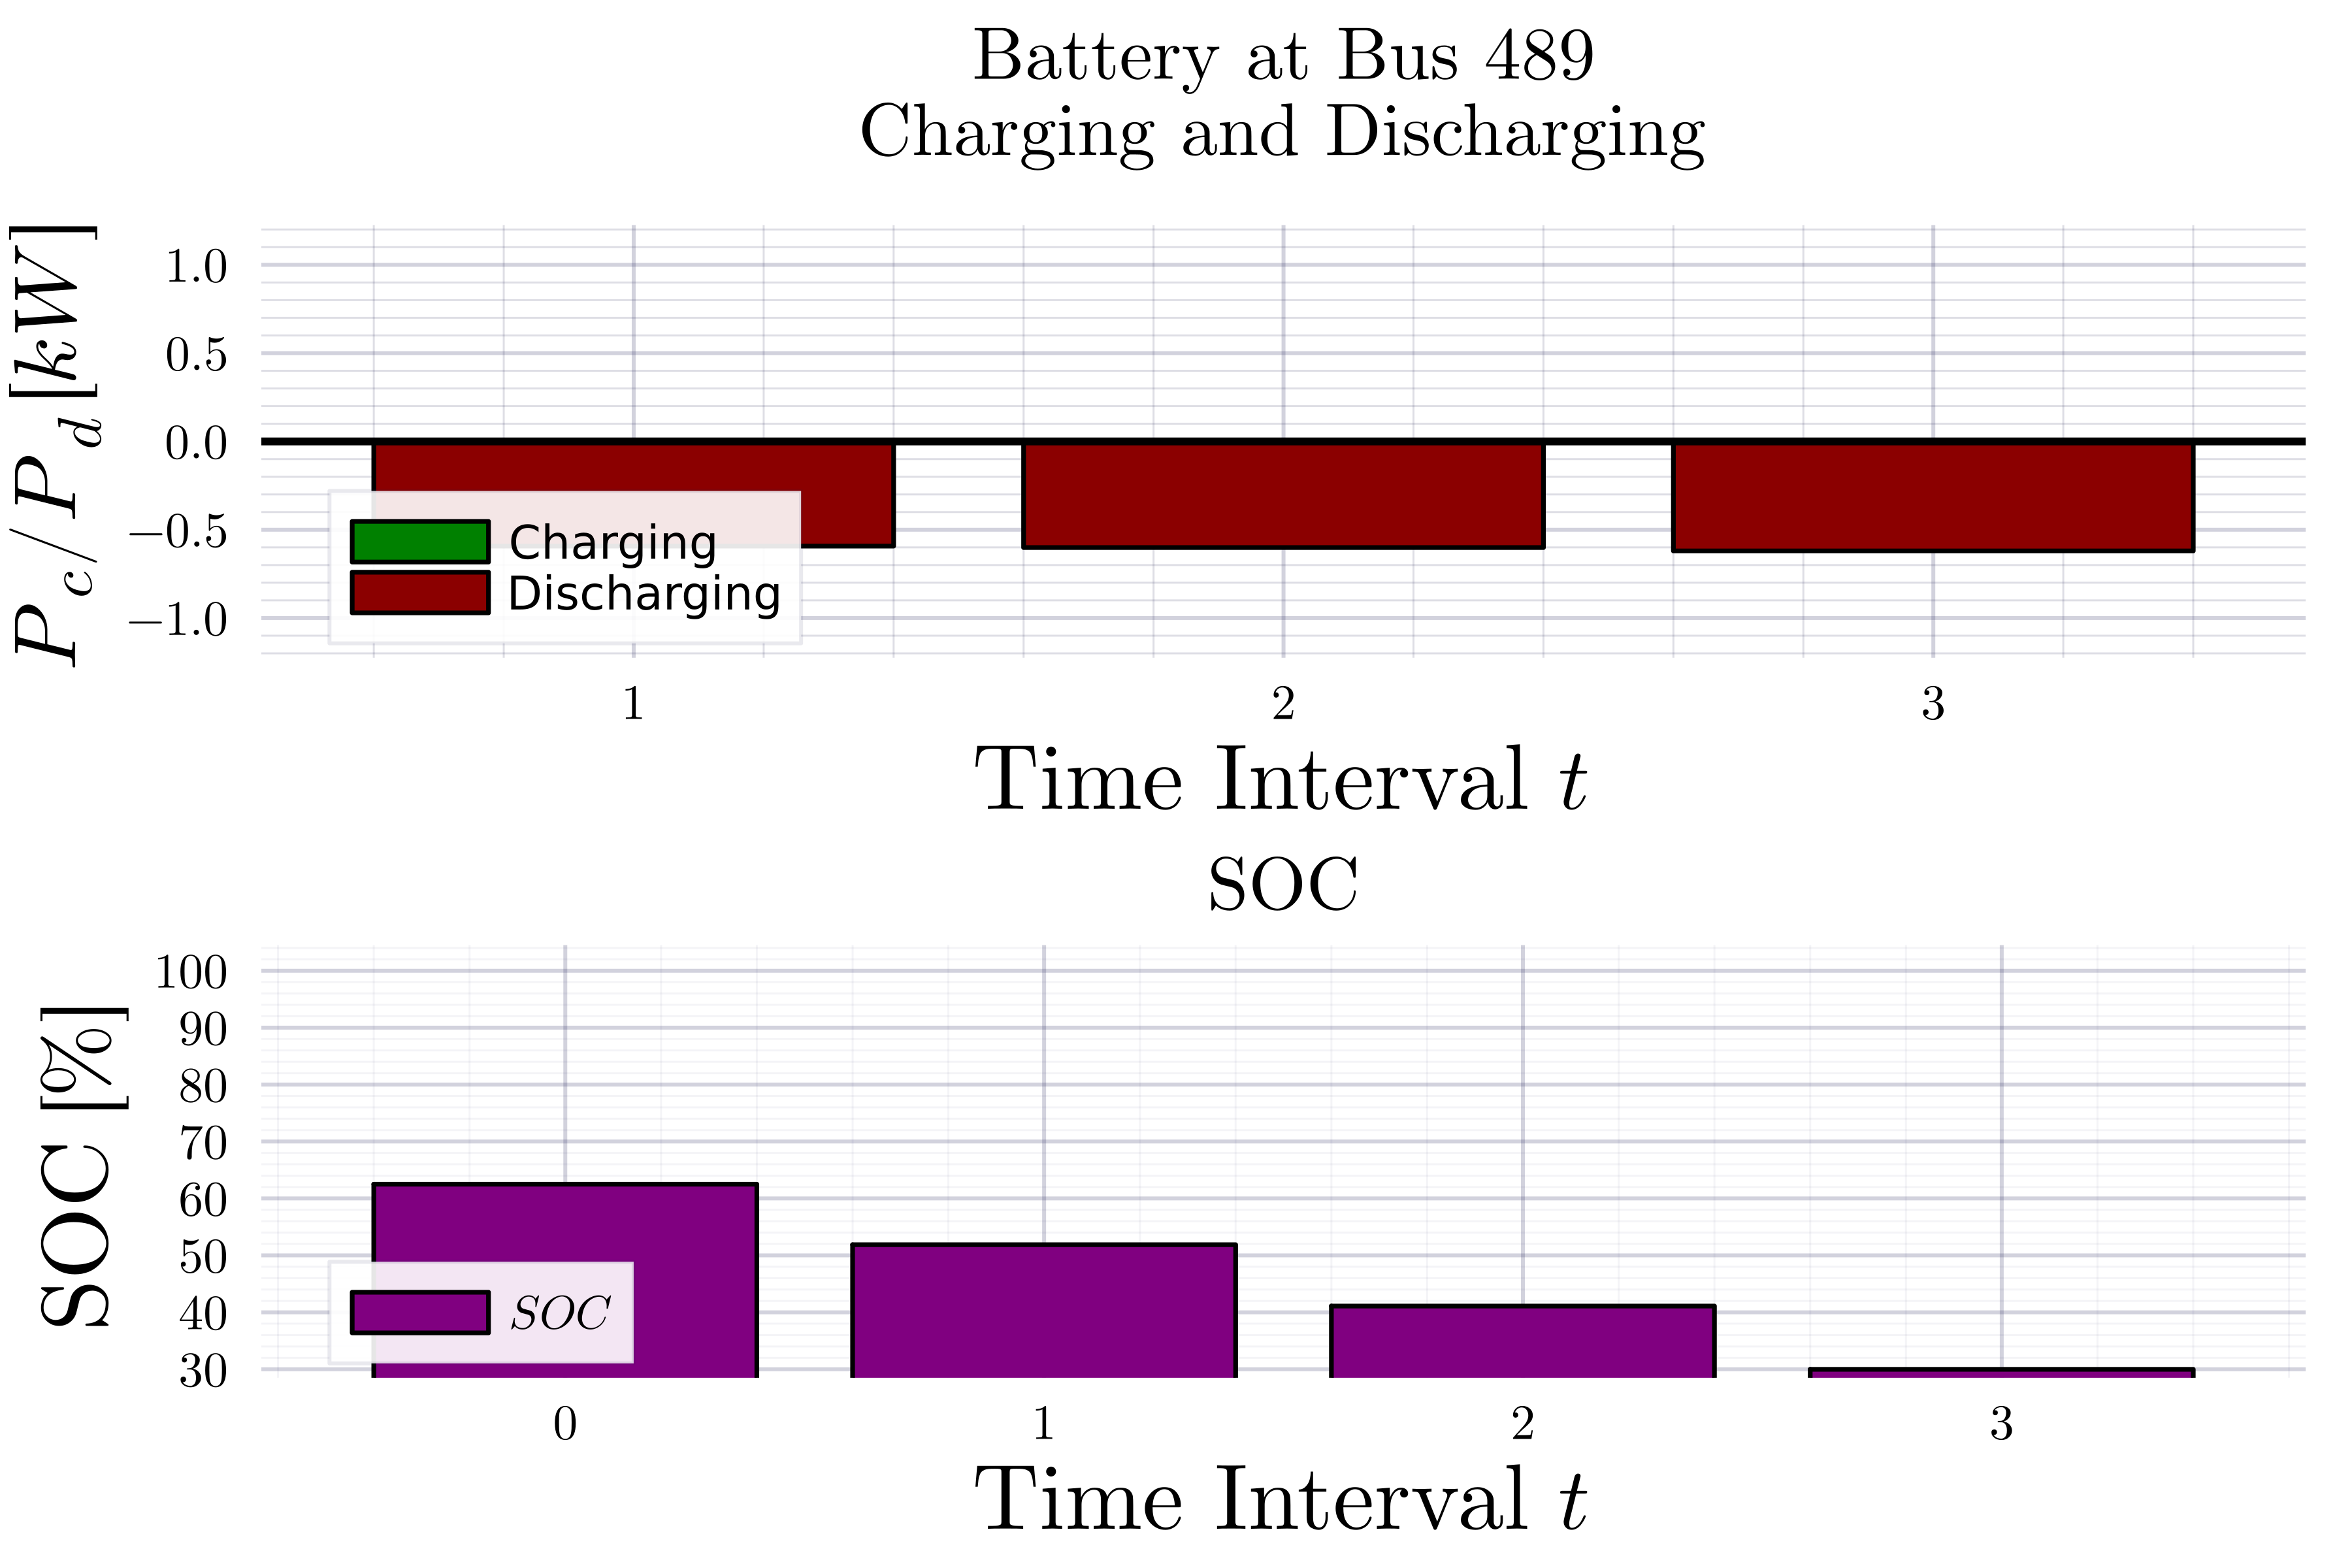 Battery at Bus 489
Charging and Discharging
P_c/P_d [kW]
1.0
0.5
0.0
−0.5
−1.0
Charging
Discharging
1 2 3
Time Interval t
SOC
SOC [%]
100
90
80
70
60
50
40
30
SOC
0 1 2 3
Time Interval t